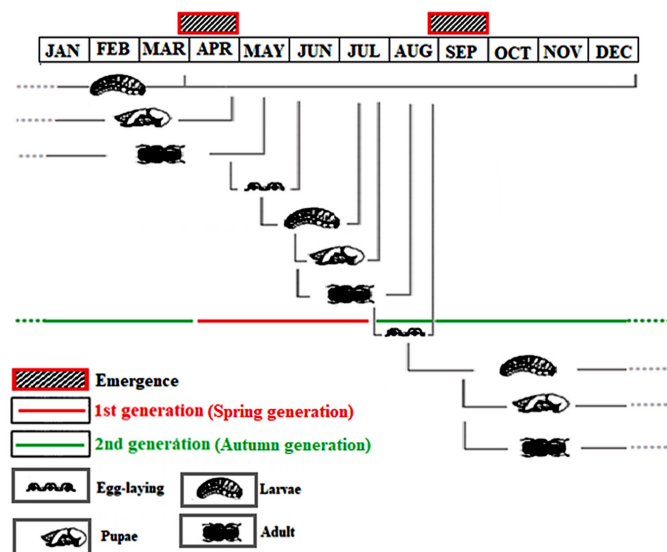 JAN FEB MAR APR MAY JUN JUL AUG SEP OCT NOV DEC
Emergence
1st generation (Spring generation)
2nd generátion (Autumn generation)
Egg-laying
Larvae
Pupae
Adult